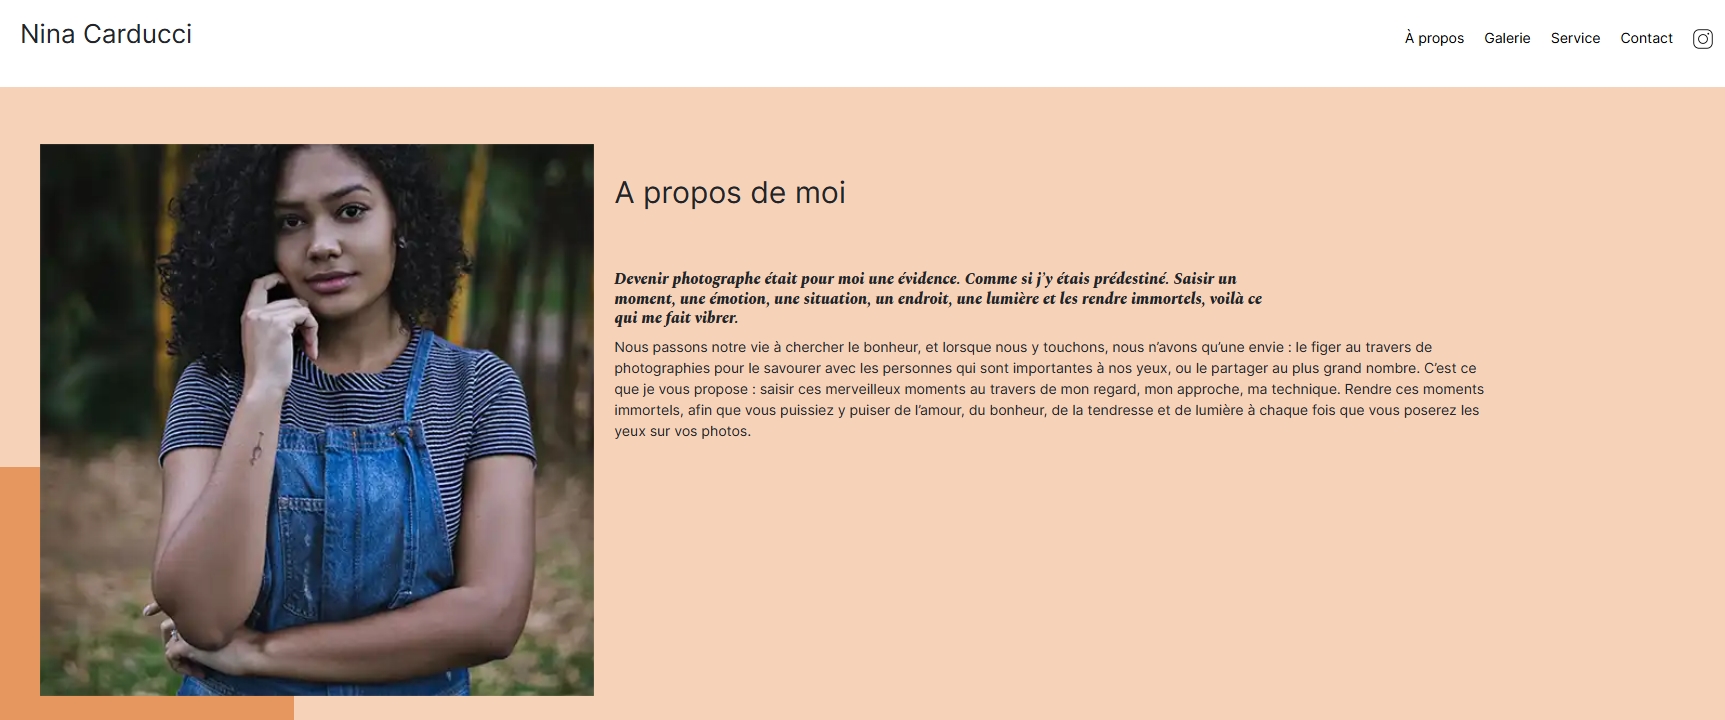 Nina Carducci
À propos Galerie Service Contact
A propos de moi
Devenir photographe était pour moi une évidence. Comme si j'y étais prédestiné. Saisir un
moment, une émotion, une situation, un endroit, une lumière et les rendre immortels, voilà ce
qui me fait vibrer.
Nous passons notre vie à chercher le bonheur, et lorsque nous y touchons, nous n’avons qu’une envie : le figer au travers de
photographies pour le savourer avec les personnes qui sont importantes à nos yeux, ou le partager au plus grand nombre. C’est ce
que je vous propose : saisir ces merveilleux moments au travers de mon regard, mon approche, ma technique. Rendre ces moments
immortels, afin que vous puissiez y puiser de l’amour, du bonheur, de la tendresse et de lumière à chaque fois que vous poserez les
yeux sur vos photos.